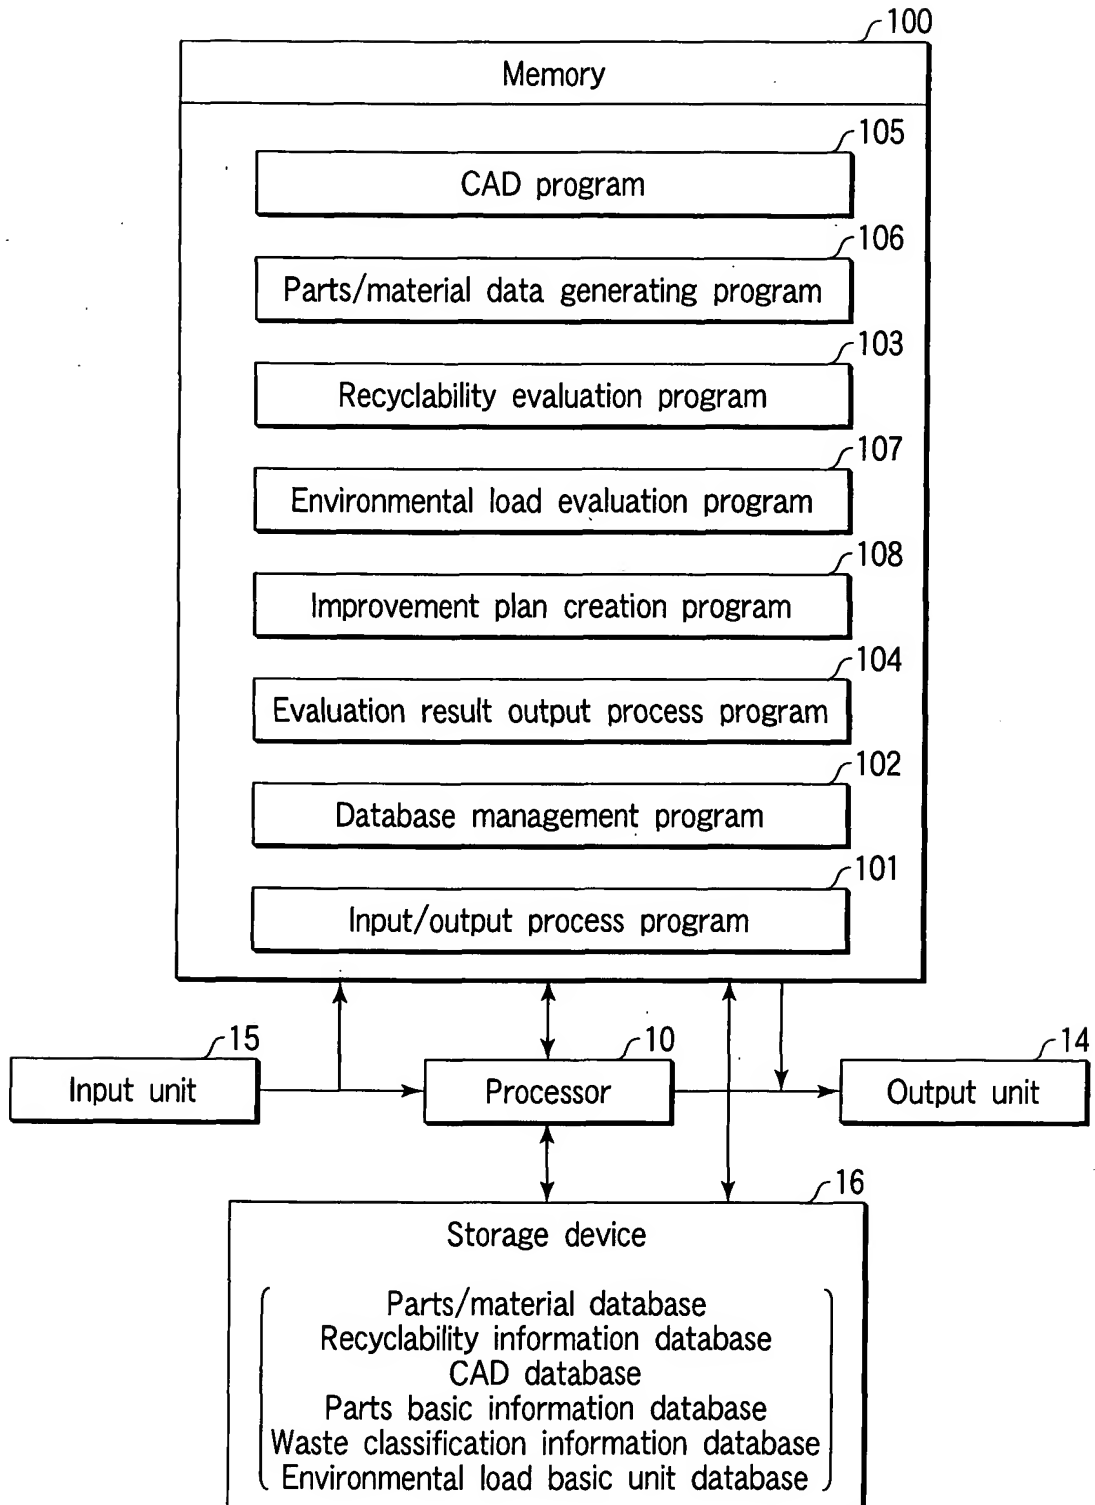 100
Memory
105
CAD program
106
Parts/material data generating program
103
Recyclability evaluation program
107
Environmental load evaluation program
108
Improvement plan creation program
104
Evaluation result output process program
102
Database management program
101
Input/output process program
15
Input unit
10
Processor
14
Output unit
16
Storage device
Parts/material database
Recyclability information database
CAD database
Parts basic information database
Waste classification information database
Environmental load basic unit database